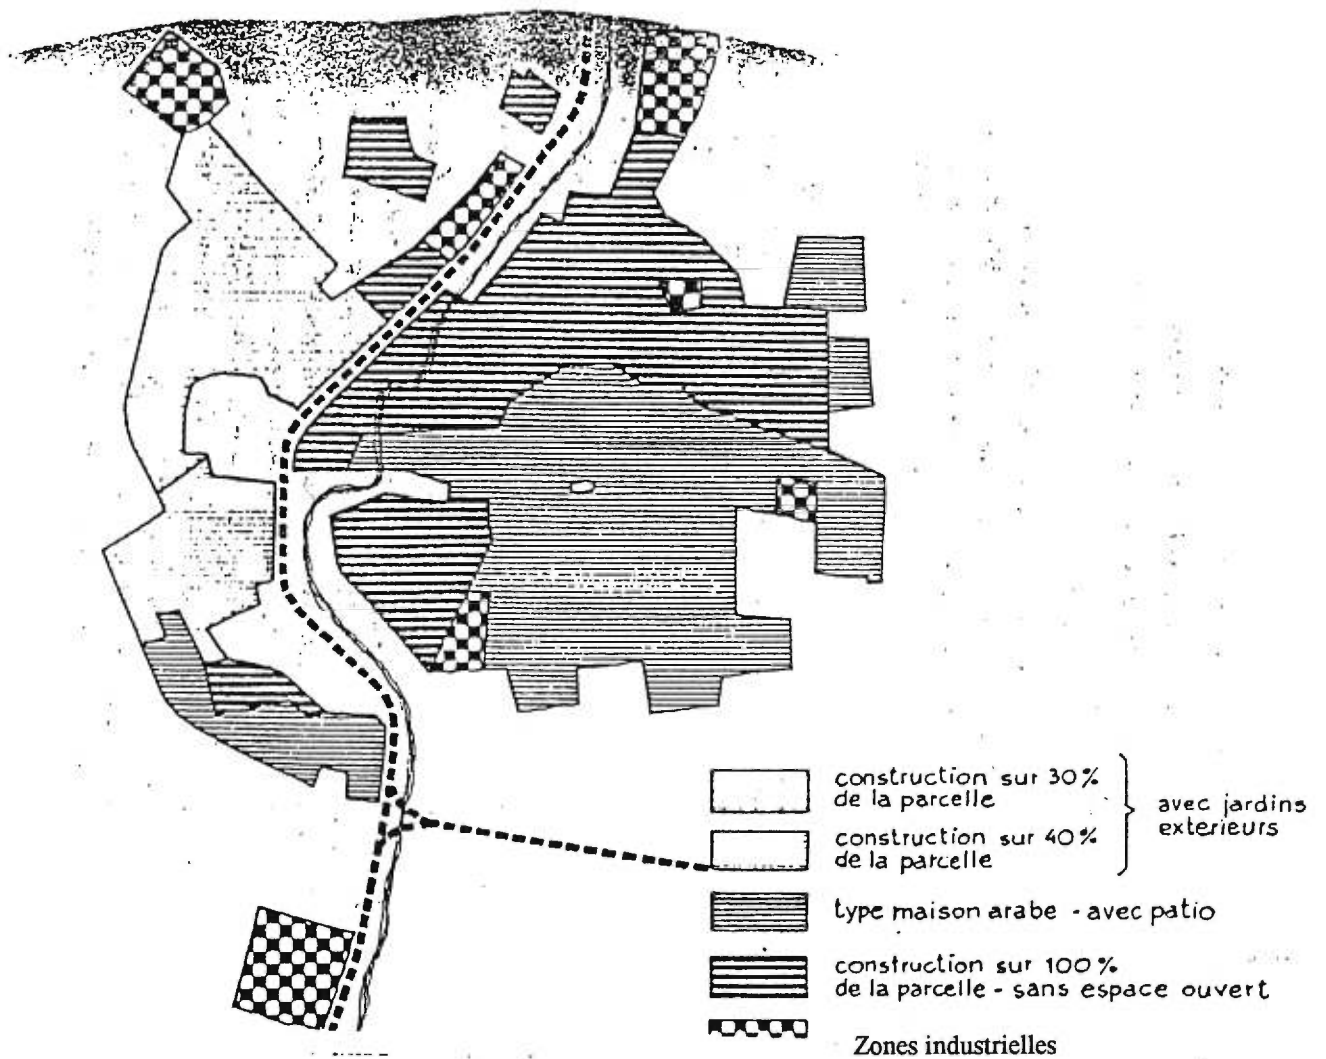 construction sur 30%
de la parcelle
construction sur 40%
de la parcelle
avec jardins
exterieurs
type maison arabe - avec patio
construction sur 100%
de la parcelle - sans espace ouvert
Zones industrielles